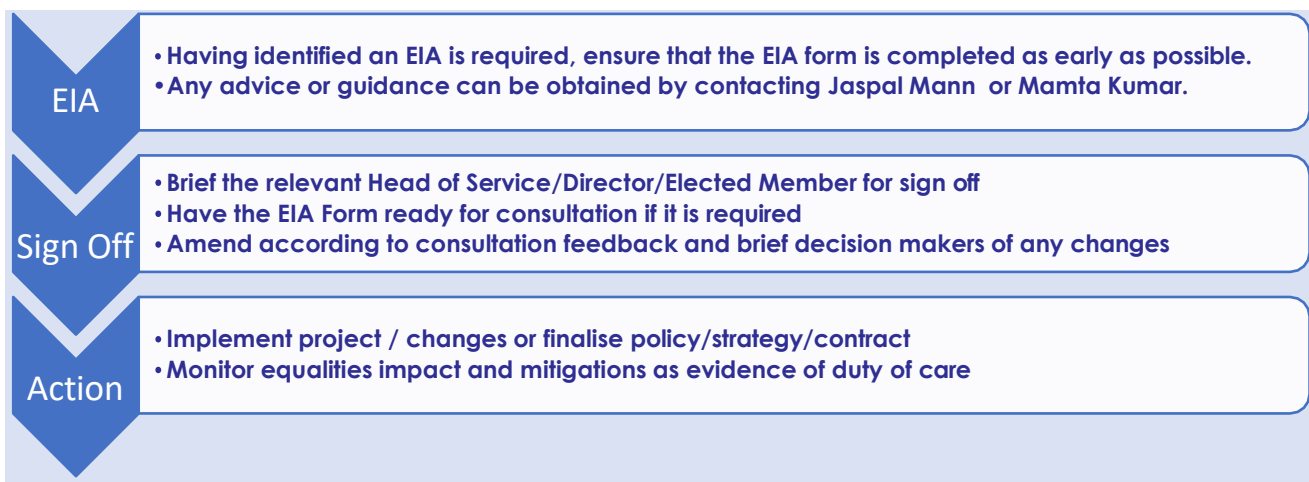 EIA
• Having identified an EIA is required, ensure that the EIA form is completed as early as possible.
• Any advice or guidance can be obtained by contacting Jaspal Mann or Mamta Kumar.
Sign Off
• Brief the relevant Head of Service/Director/Elected Member for sign off
• Have the EIA Form ready for consultation if it is required
• Amend according to consultation feedback and brief decision makers of any changes
Action
• Implement project / changes or finalise policy/strategy/contract
• Monitor equalities impact and mitigations as evidence of duty of care